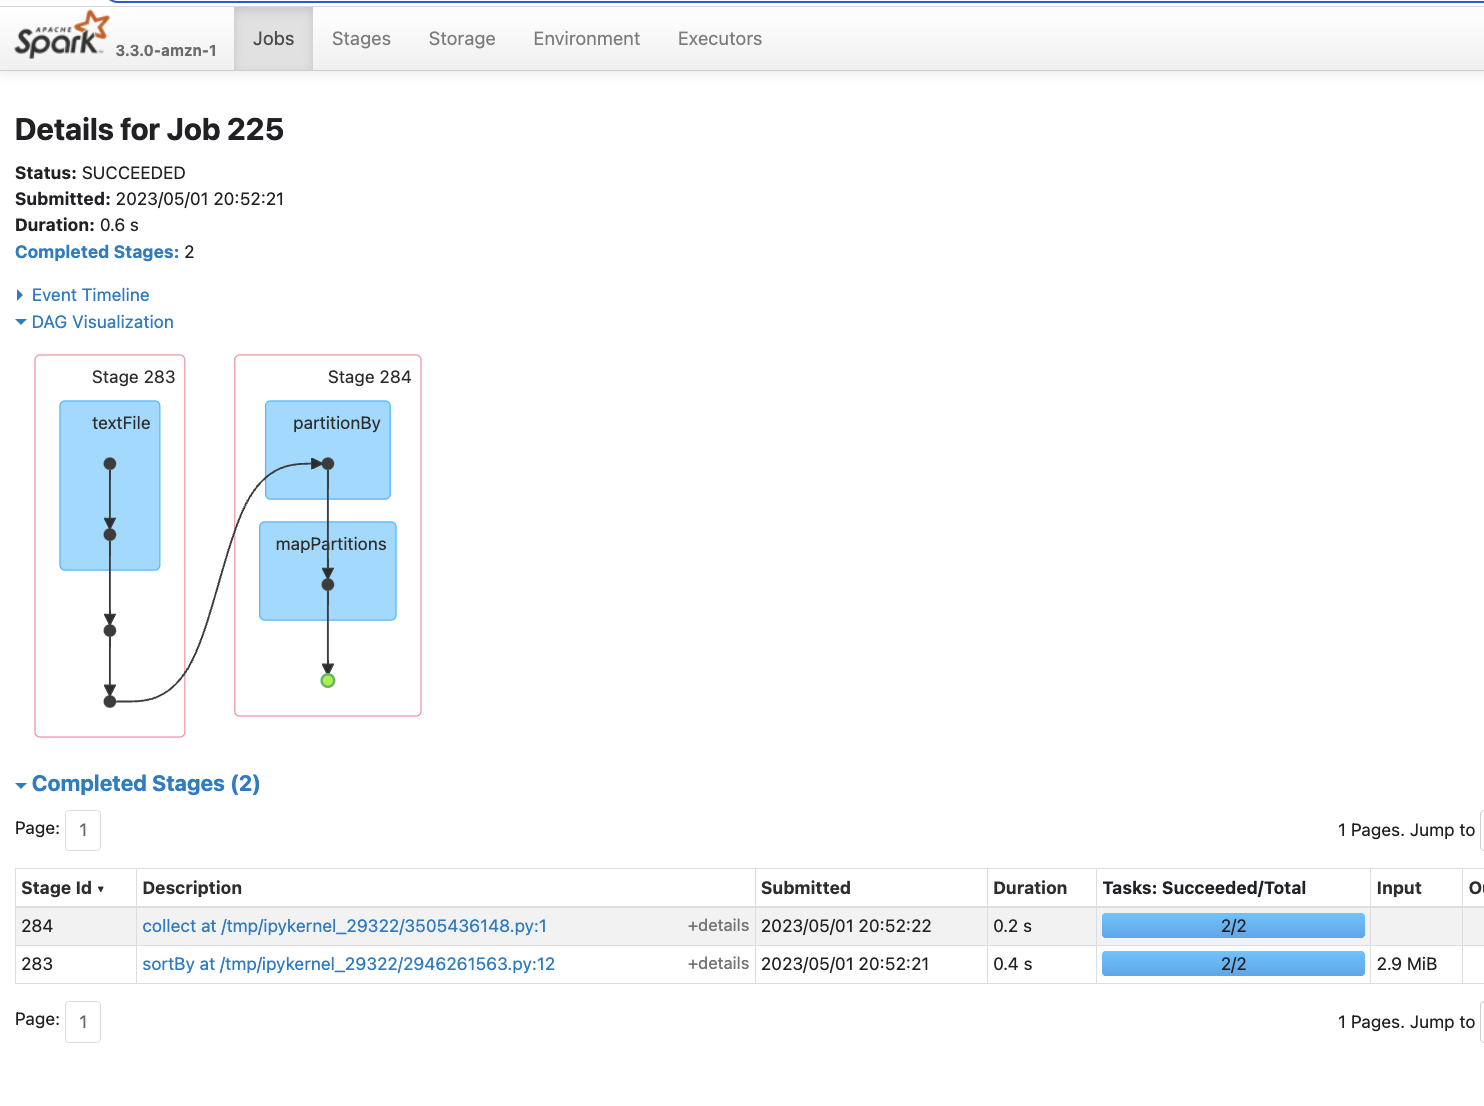 APACHE
Spark 3.3.0-amzn-1 Jobs Stages Storage Environment Executors
Details for Job 225
Status: SUCCEEDED
Submitted: 2023/05/01 20:52:21
Duration: 0.6 s
Completed Stages: 2
Event Timeline
DAG Visualization
Stage 283
textFile
Stage 284
partitionBy
mapPartitions
Completed Stages (2)
Page: 1 1 Pages. Jump to
Stage Id ▾ Description Submitted Duration Tasks: Succeeded/Total Input
284 collect at /tmp/ipykernel_29322/3505436148.py:1 +details 2023/05/01 20:52:22 0.2 s 2/2
283 sortBy at /tmp/ipykernel_29322/2946261563.py:12 +details 2023/05/01 20:52:21 0.4 s 2/2 2.9 MiB
Page: 1 1 Pages. Jump to